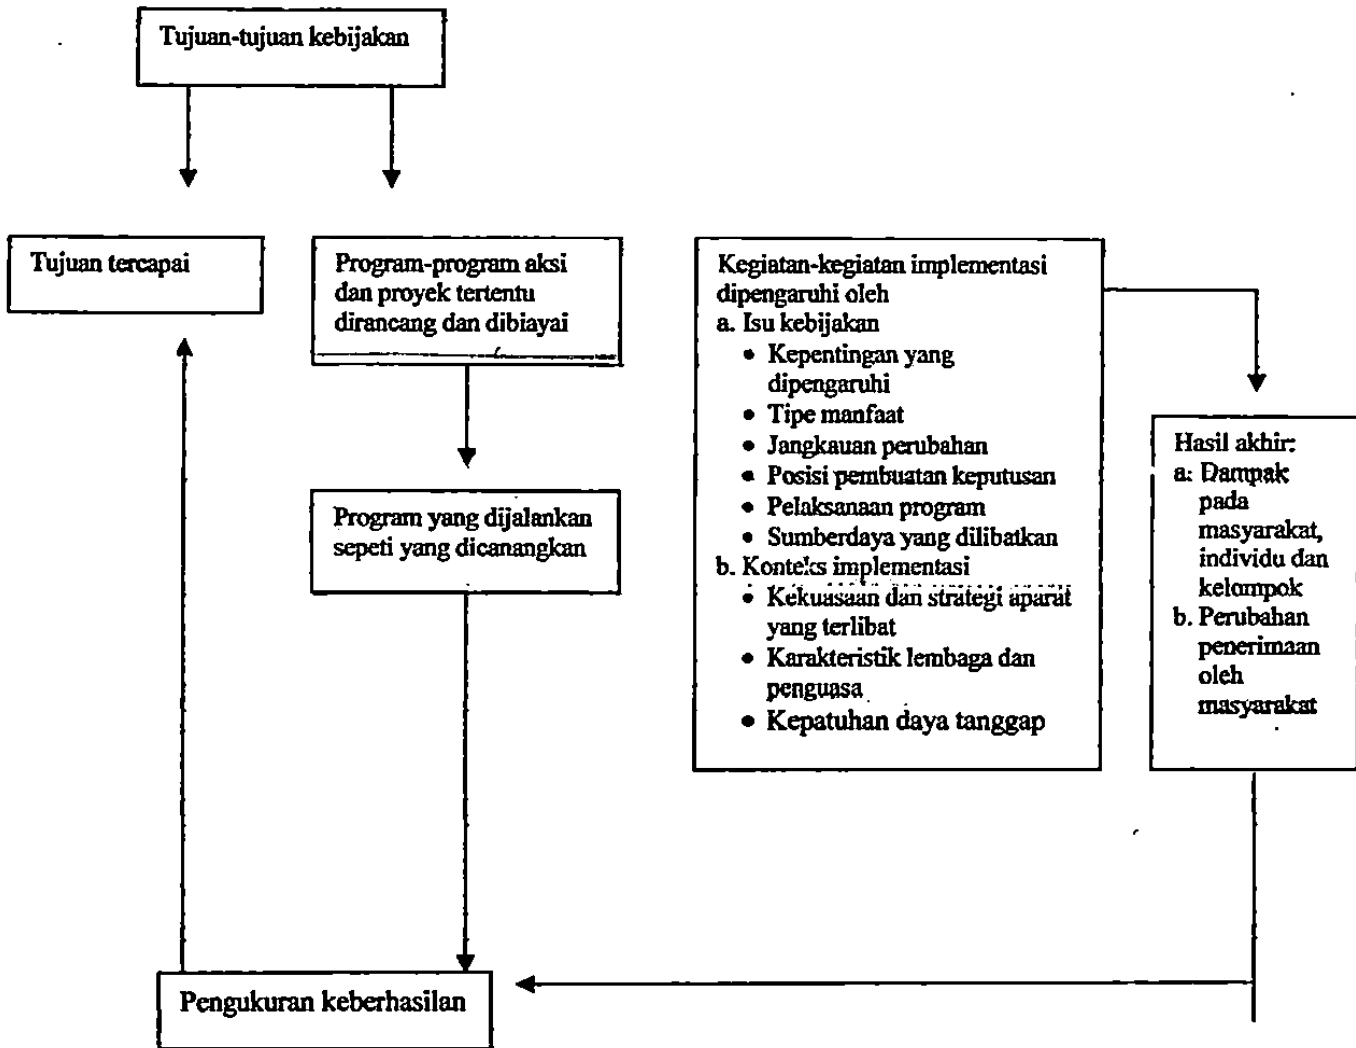 Tujuan-tujuan kebijakan
Tujuan tercapai
Program-program aksi
dan proyek tertentu
dirancang dan dibiayai
Program yang dijalankan
sepeti yang dicanangkan
Kegiatan-kegiatan implementasi
dipengaruhi oleh
a. Isu kebijakan
• Kepentingan yang
dipengaruhi
• Tipe manfaat
• Jangkauan perubahan
• Posisi pembuatan keputusan
• Pelaksanaan program
• Sumberdaya yang dilibatkan
b. Konteks implementasi
• Kekuasaan dan strategi aparat
yang terlibat
• Karakteristik lembaga dan
penguasa
• Kepatuhan daya tanggap
Hasil akhir:
a. Dampak
pada
masyarakat,
individu dan
kelompok
b. Perubahan
penerimaan
oleh
masyarakat
Pengukuran keberhasilan